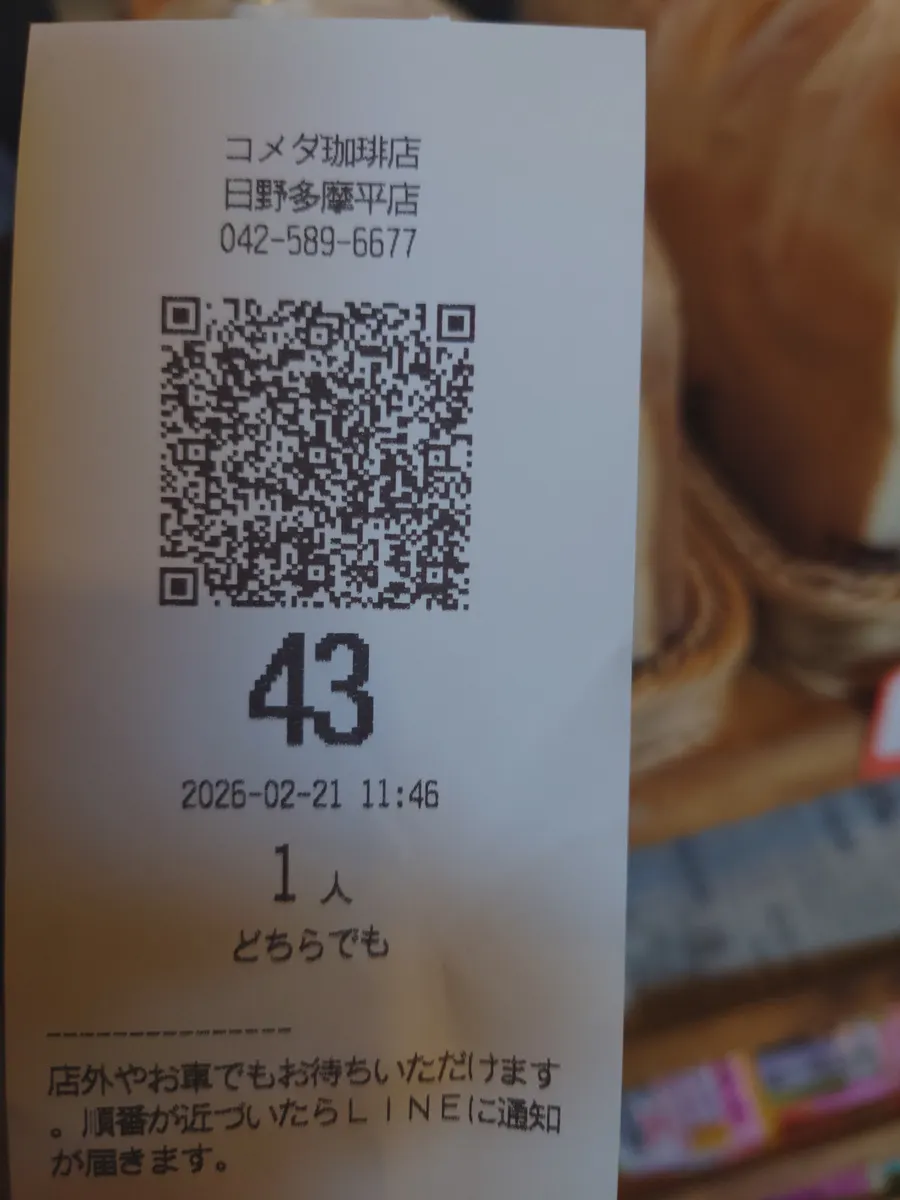 コメダ珈琲店
日野多摩平店
042-589-6677
43
2026-02-21 11:46
1 人
どちらでも
---------------
店外やお車でもお待ちいただけます
。順番が近づいたらLINEに通知
が届きます。